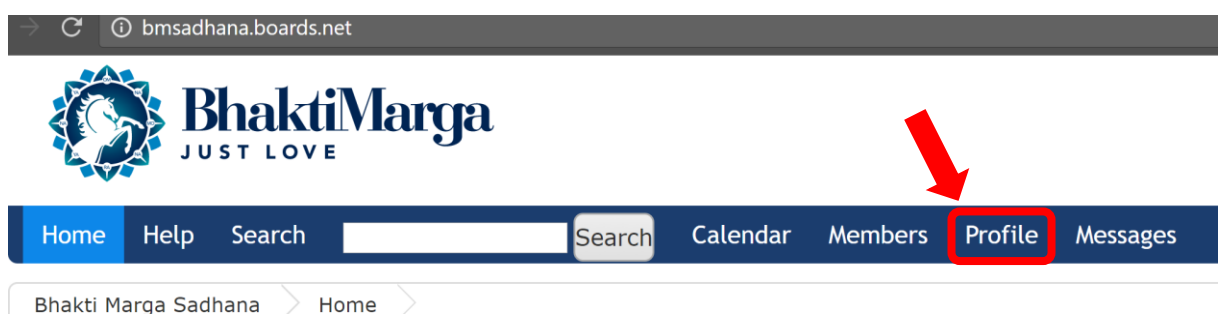 bmsadhana.boards.net
BhaktiMarga
JUST LOVE
Home Help Search Search Calendar Members Profile Messages
Bhakti Marga Sadhana Home